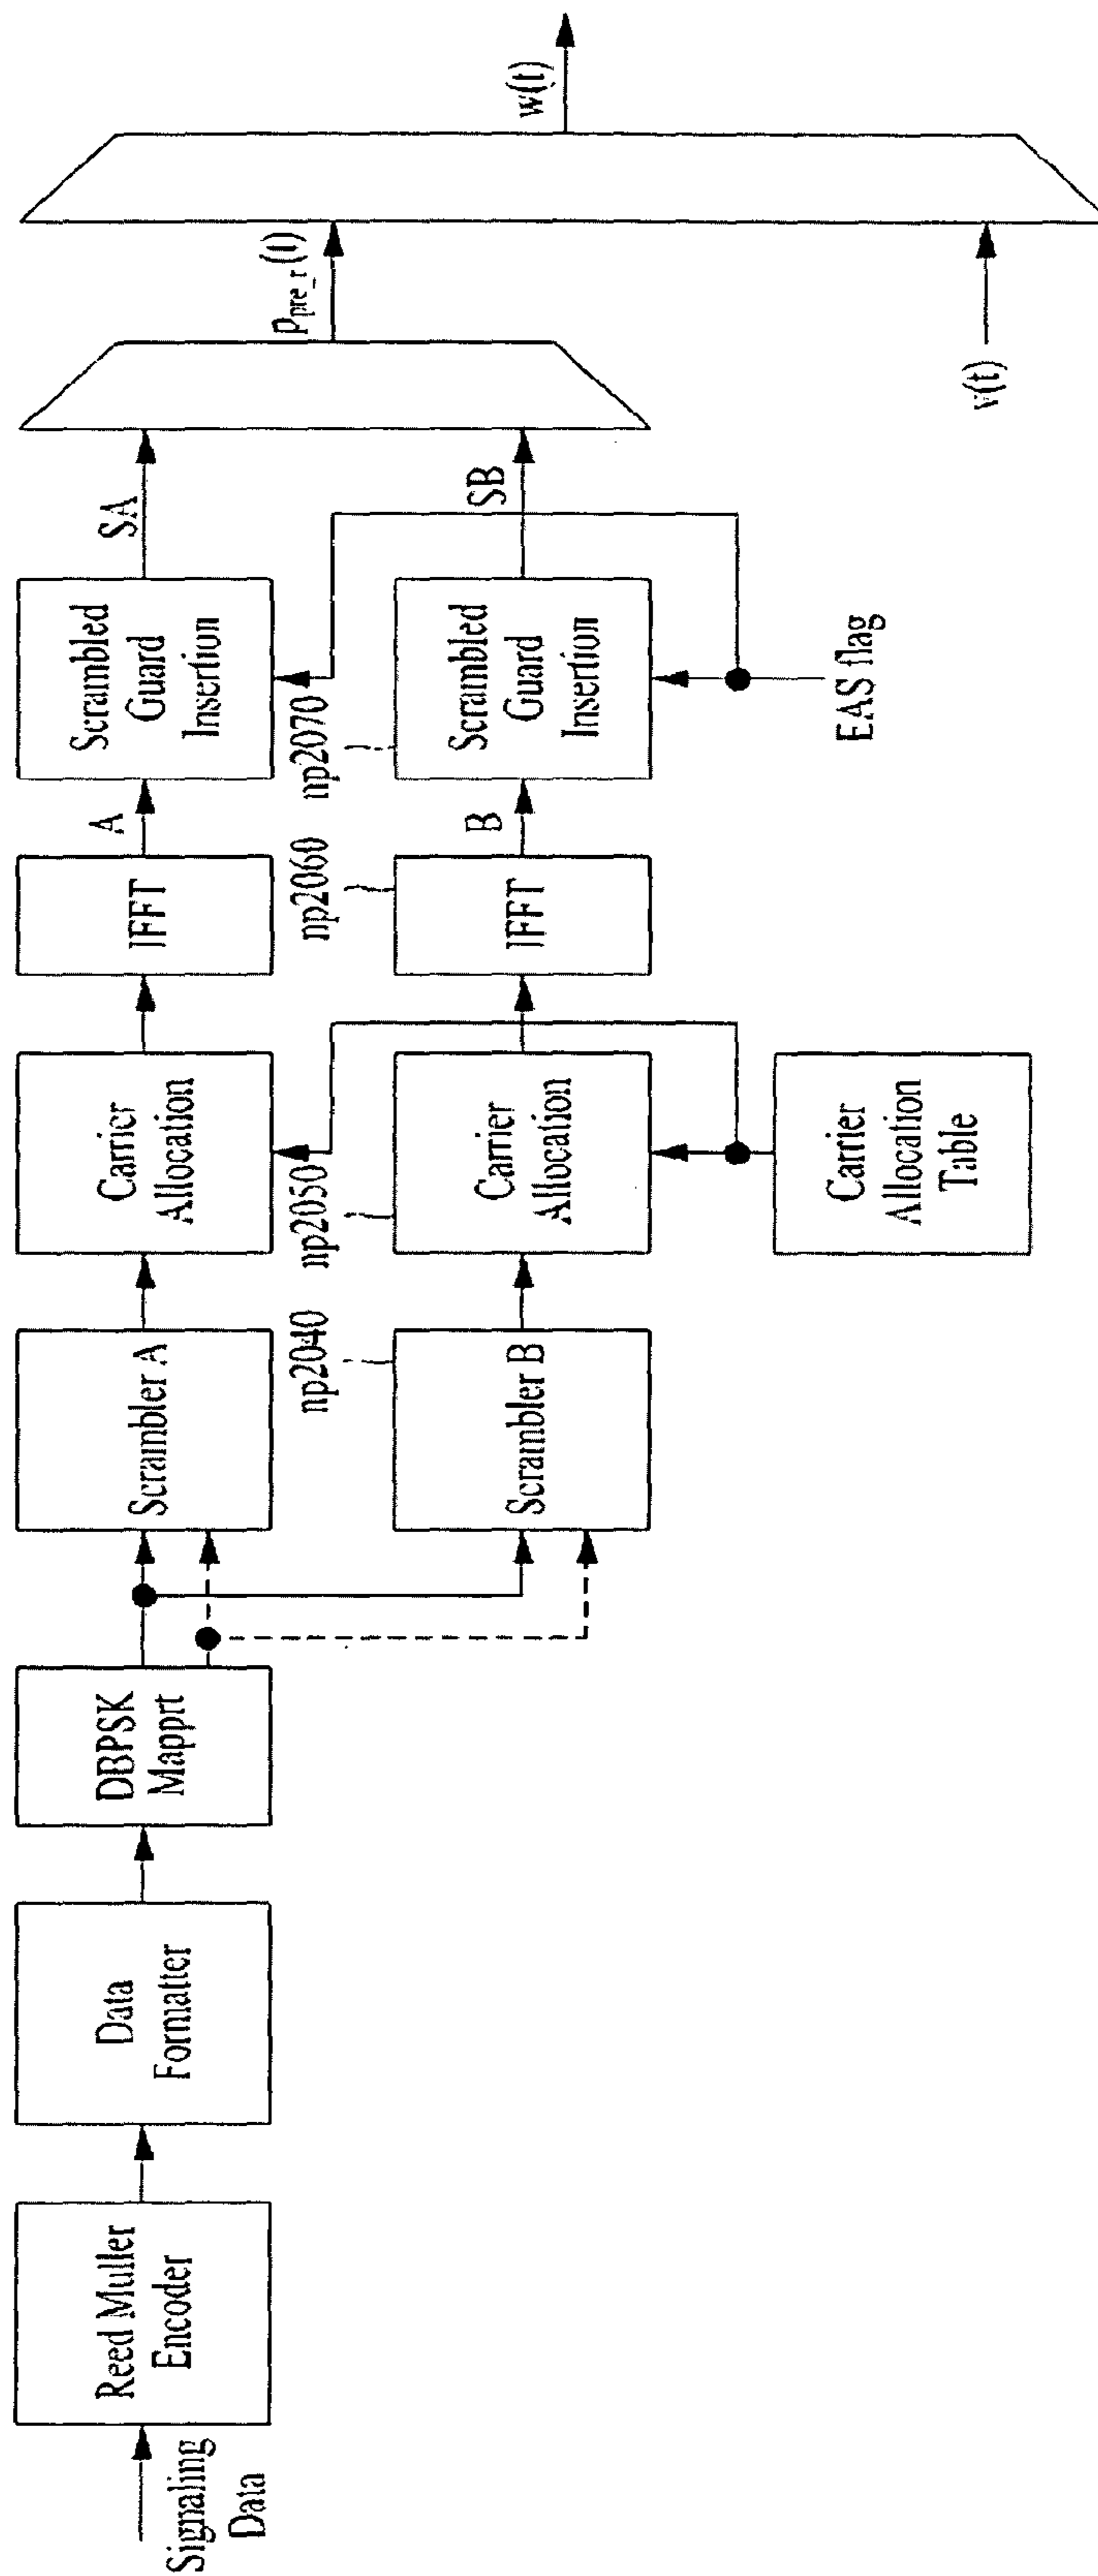 Signaling
Data
Reed Muller
Encoder
Data
Formatter
DBPSK
Mapprt
Scrambler A
Carrier
Allocation
IFFT
A
Scrambled
Guard
Insertion
SA
np2040
np2050
np2060
np2070
Scrambler B
Carrier
Allocation
IFFT
B
Scrambled
Guard
Insertion
SB
Carrier
Allocation
Table
EAS flag
Ppre_r(t)
v(t)
w(t)